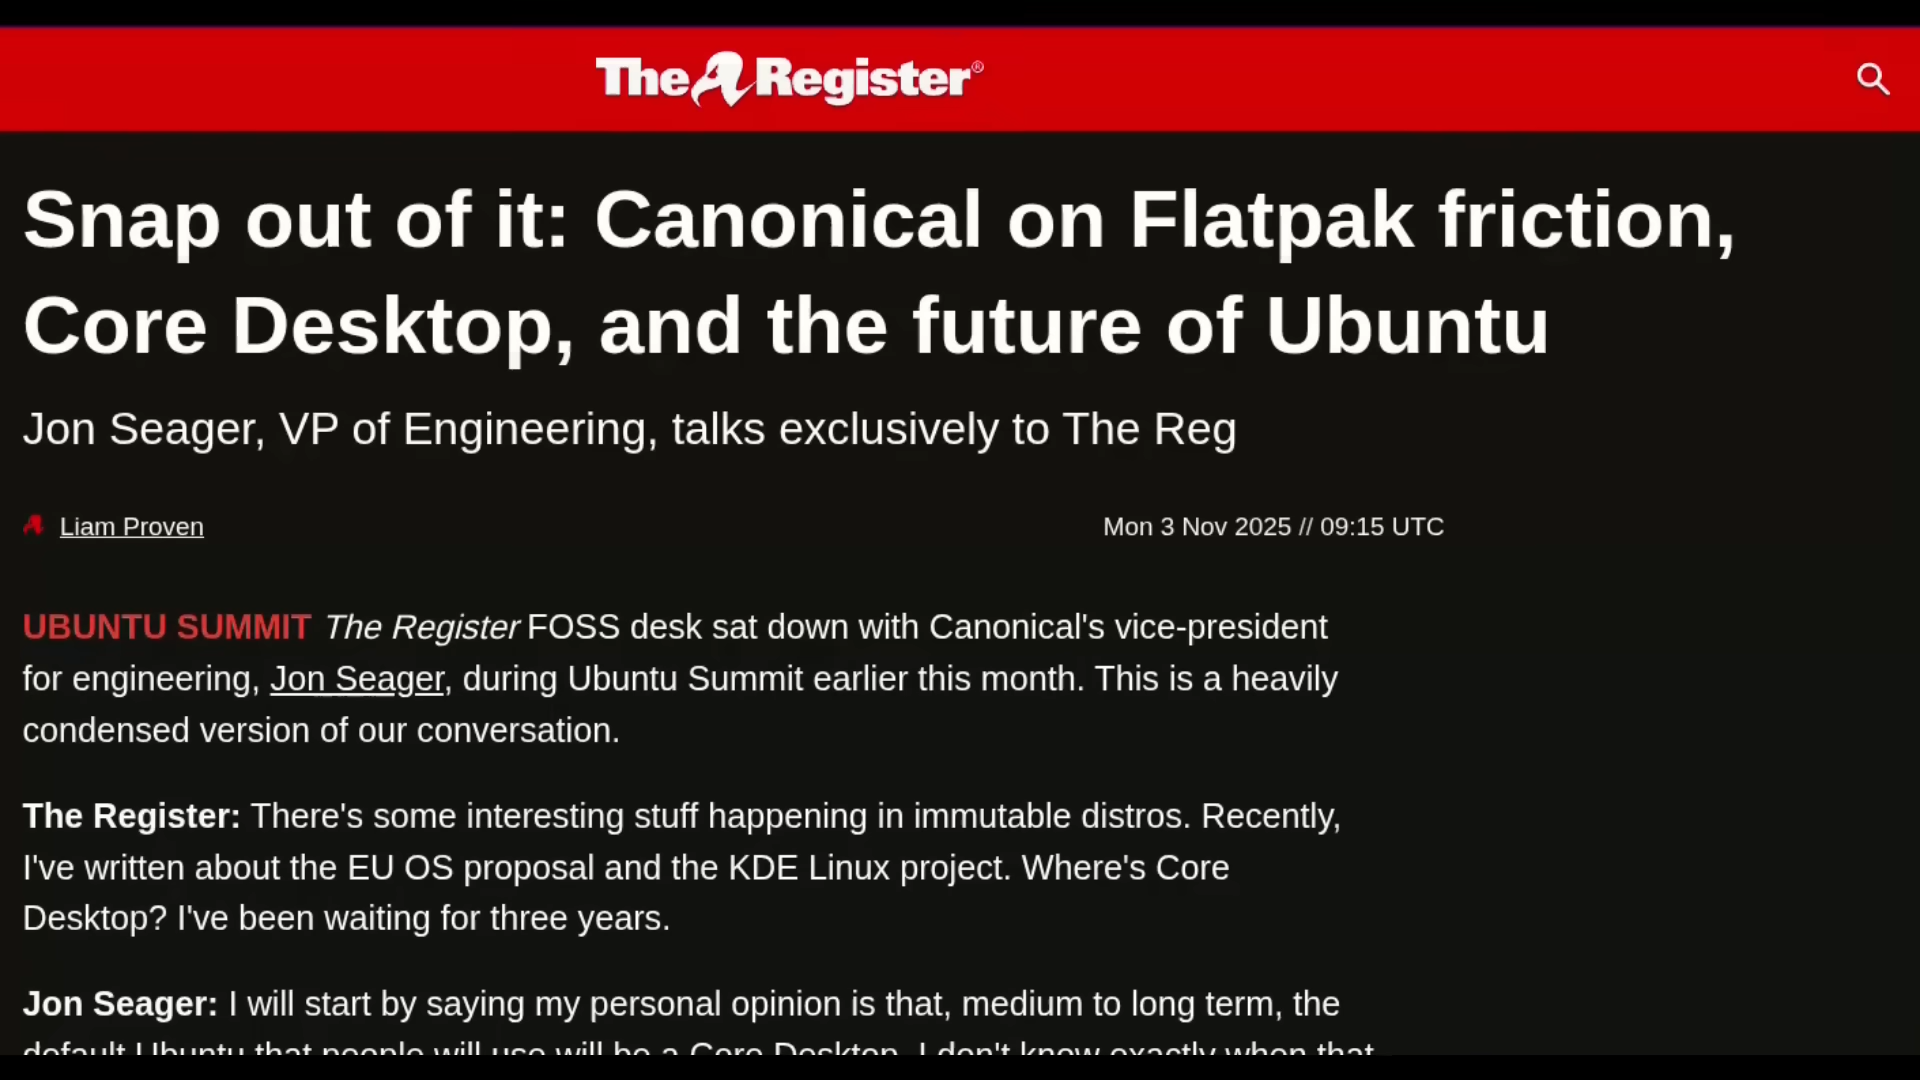 The Register®
Snap out of it: Canonical on Flatpak friction,
Core Desktop, and the future of Ubuntu
Jon Seager, VP of Engineering, talks exclusively to The Reg
Liam Proven
Mon 3 Nov 2025 // 09:15 UTC
UBUNTU SUMMIT The Register FOSS desk sat down with Canonical's vice-president
for engineering, Jon Seager, during Ubuntu Summit earlier this month. This is a heavily
condensed version of our conversation.
The Register: There's some interesting stuff happening in immutable distros. Recently,
I've written about the EU OS proposal and the KDE Linux project. Where's Core
Desktop? I've been waiting for three years.
Jon Seager: I will start by saying my personal opinion is that, medium to long term, the
default Ubuntu that people will use will be a Core Desktop. I don't know exactly when that